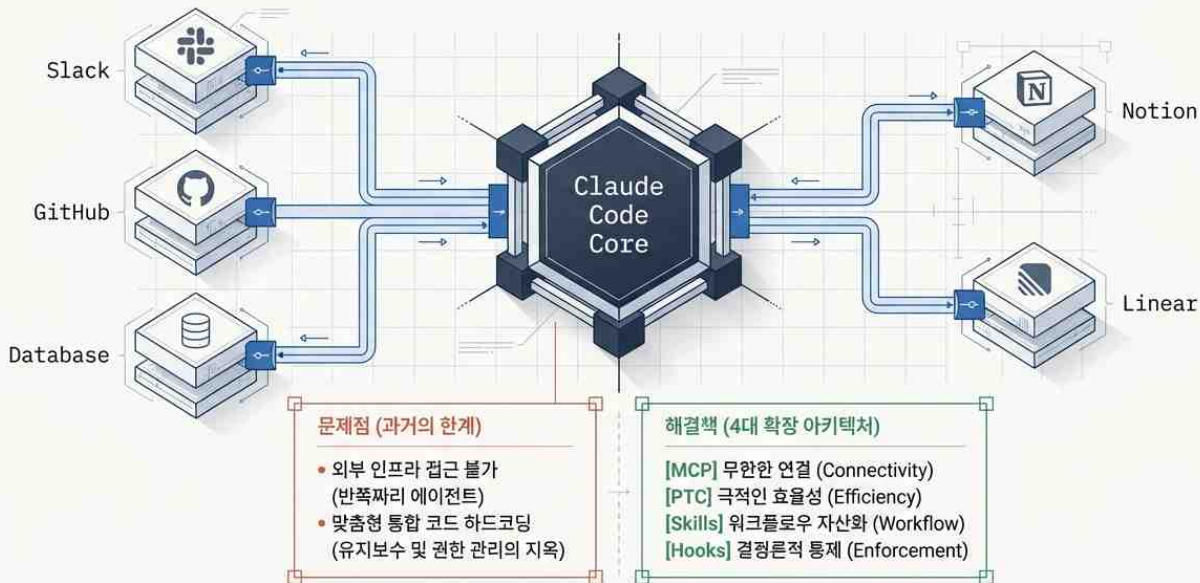 Slack
GitHub
Database
Claude
Code
Core
N
Notion
Linear
문제점 (과거의 한계)
• 외부 인프라 접근 불가
(반쪽짜리 에이전트)
• 맞춤형 통합 코드 하드코딩
(유지보수 및 권한 관리의 지옥)
해결책 (4대 확장 아키텍처)
[MCP] 무한한 연결 (Connectivity)
[PTC] 극적인 효율성 (Efficiency)
[Skills] 워크플로우 자산화 (Workflow)
[Hooks] 결정론적 통제 (Enforcement)